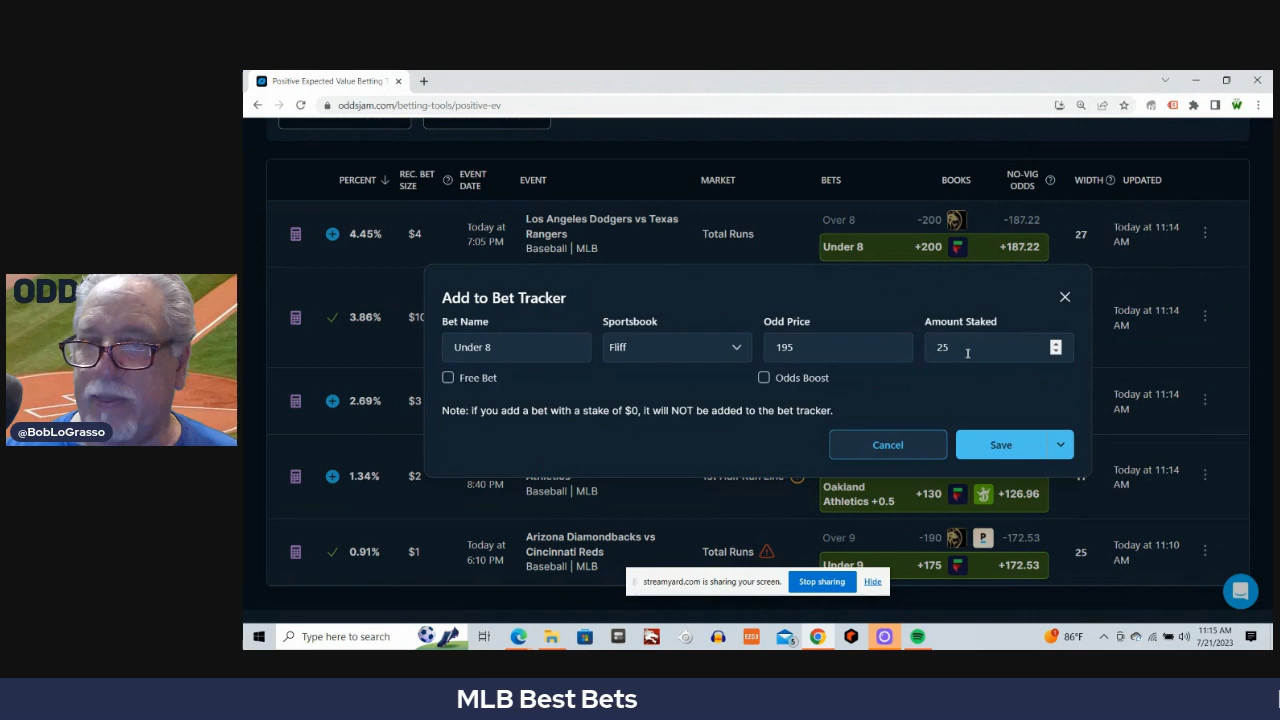 Positive Expected Value Betting T
oddsjam.com/betting-tools/positive-ev
PERCENT
REC. BET
SIZE
EVENT
DATE
EVENT
MARKET
BETS
BOOKS
NO-VIG
ODDS
WIDTH
UPDATED
4.45%
$4
Today at
7:05 PM
Los Angeles Dodgers vs Texas
Rangers
Baseball | MLB
Total Runs
Over 8
-200
-187.22
Under 8
+200
+187.22
27
Today at 11:14
AM
3.86%
Today at 11:14
AM
Add to Bet Tracker
Bet Name
Sportsbook
Odd Price
Amount Staked
Under 8
Fliff
195
25
Free Bet
Odds Boost
Note: if you add a bet with a stake of $0, it will NOT be added to the bet tracker.
Cancel
Save
2.69%
$3
Today at 11:14
AM
1.34%
$2
8:40 PM
Athletics
Baseball | MLB
1st Half Run Line
Oakland
Athletics +0.5
+130
+126.96
Today at 11:14
AM
0.91%
$1
Today at
6:10 PM
Arizona Diamondbacks vs
Cincinnati Reds
Baseball | MLB
Total Runs
Over 9
-190
P
-172.53
Under 9
+175
+172.53
25
Today at 11:10
AM
streamyard.com is sharing your screen.
Stop sharing
Hide
Type here to search
EZD3
5
86°F
11:15 AM
7/21/2023
ODD
@BobLoGrasso
MLB Best Bets